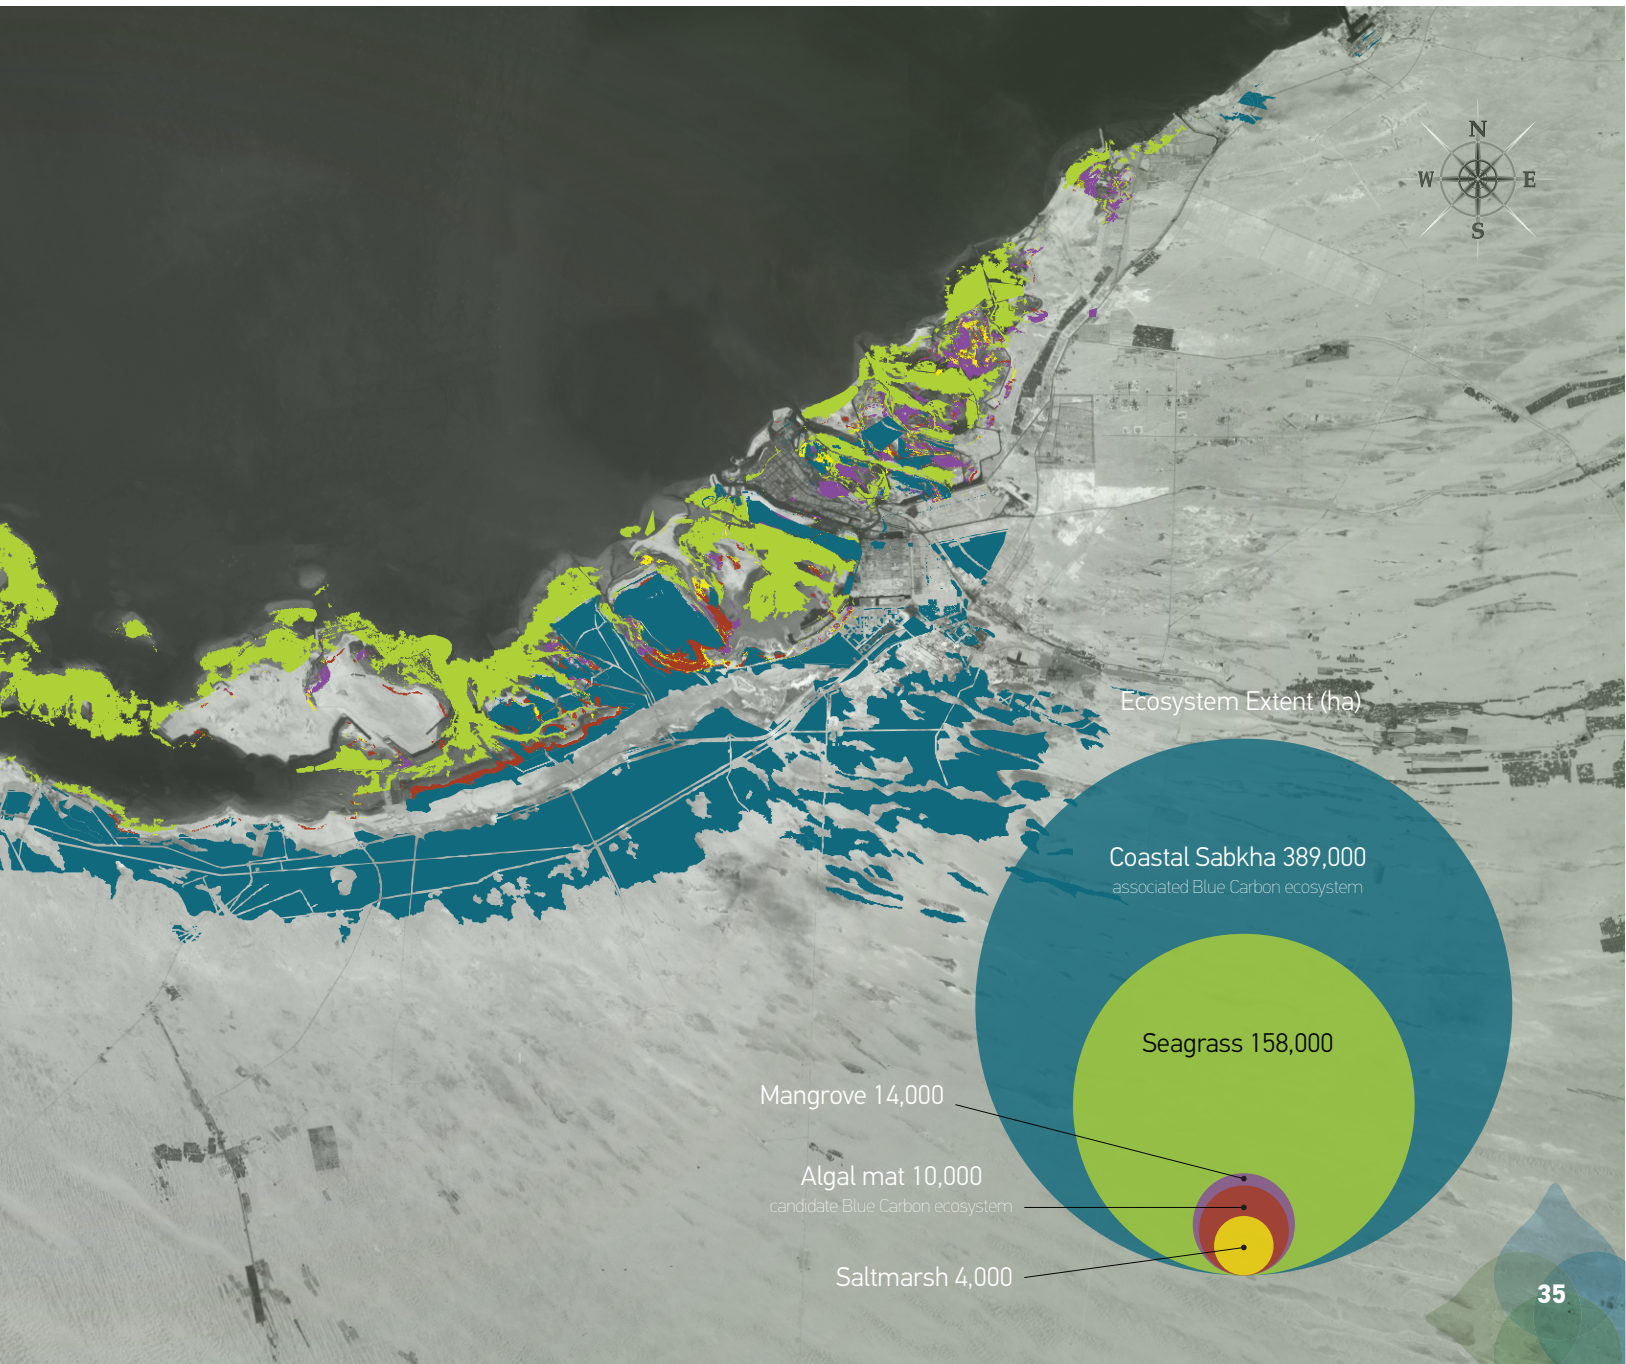 N
W E
S
Ecosystem Extent (ha)
Coastal Sabkha 389,000
associated Blue Carbon ecosystem
Seagrass 158,000
Mangrove 14,000
Algal mat 10,000
candidate Blue Carbon ecosystem
Saltmarsh 4,000
35